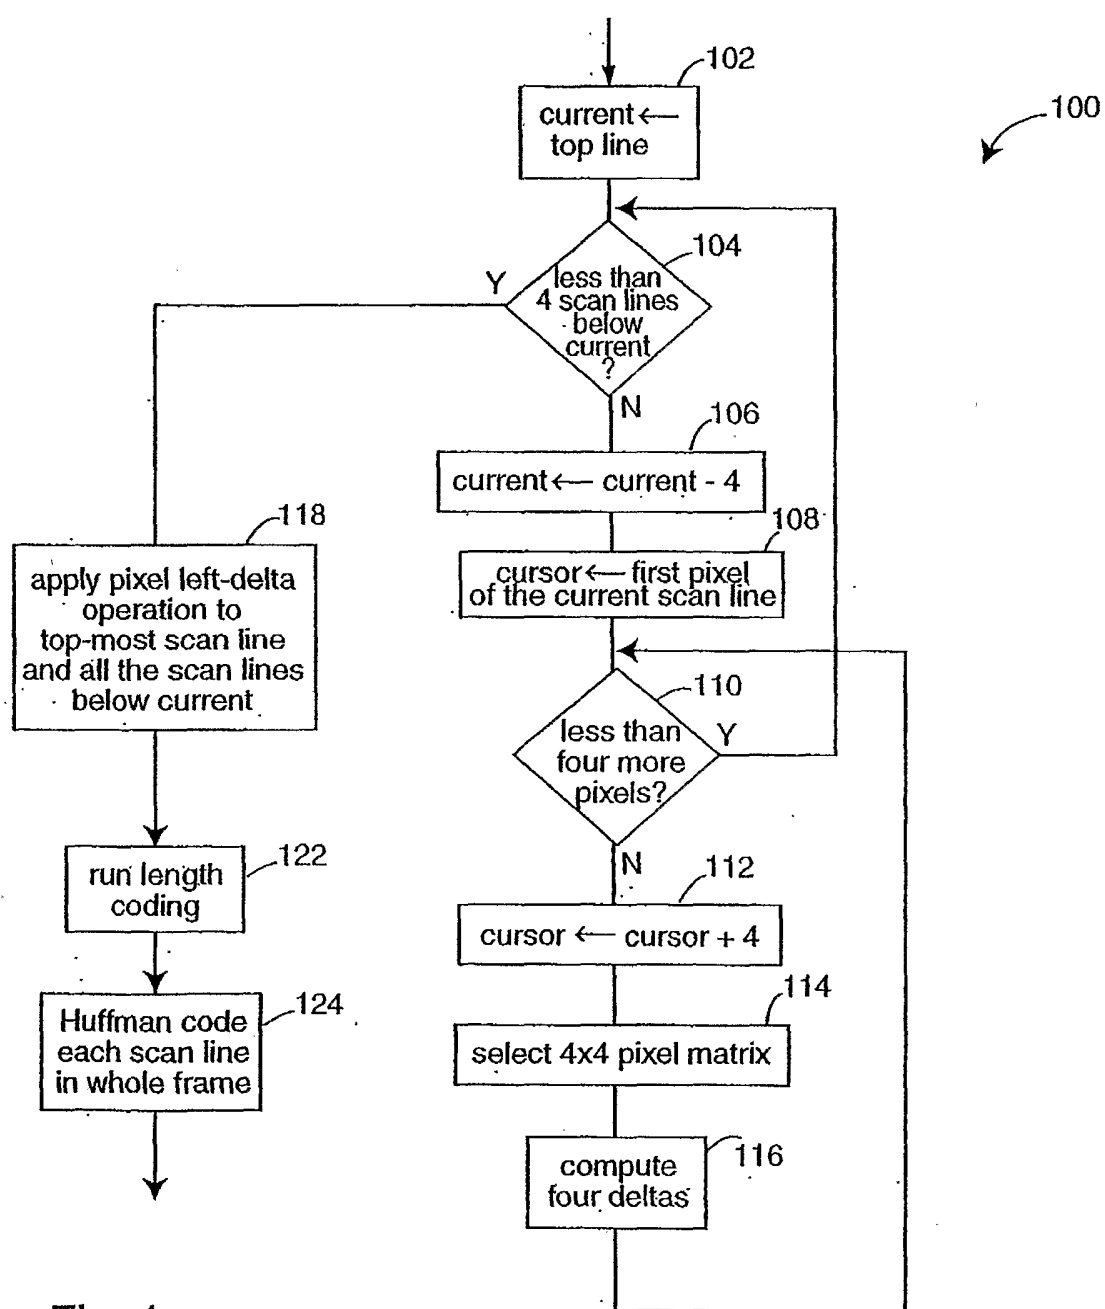 102
current ←
top line
100
104
Y
less than
4 scan lines
below
current
?
N
106
current ← current - 4
108
cursor ← first pixel
of the current scan line
118
apply pixel left-delta
operation to
top-most scan line
and all the scan lines
below current
110
less than
four more
pixels?
Y
N
122
run length
coding
112
cursor ← cursor + 4
114
select 4x4 pixel matrix
124
Huffman code
each scan line
in whole frame
116
compute
four deltas